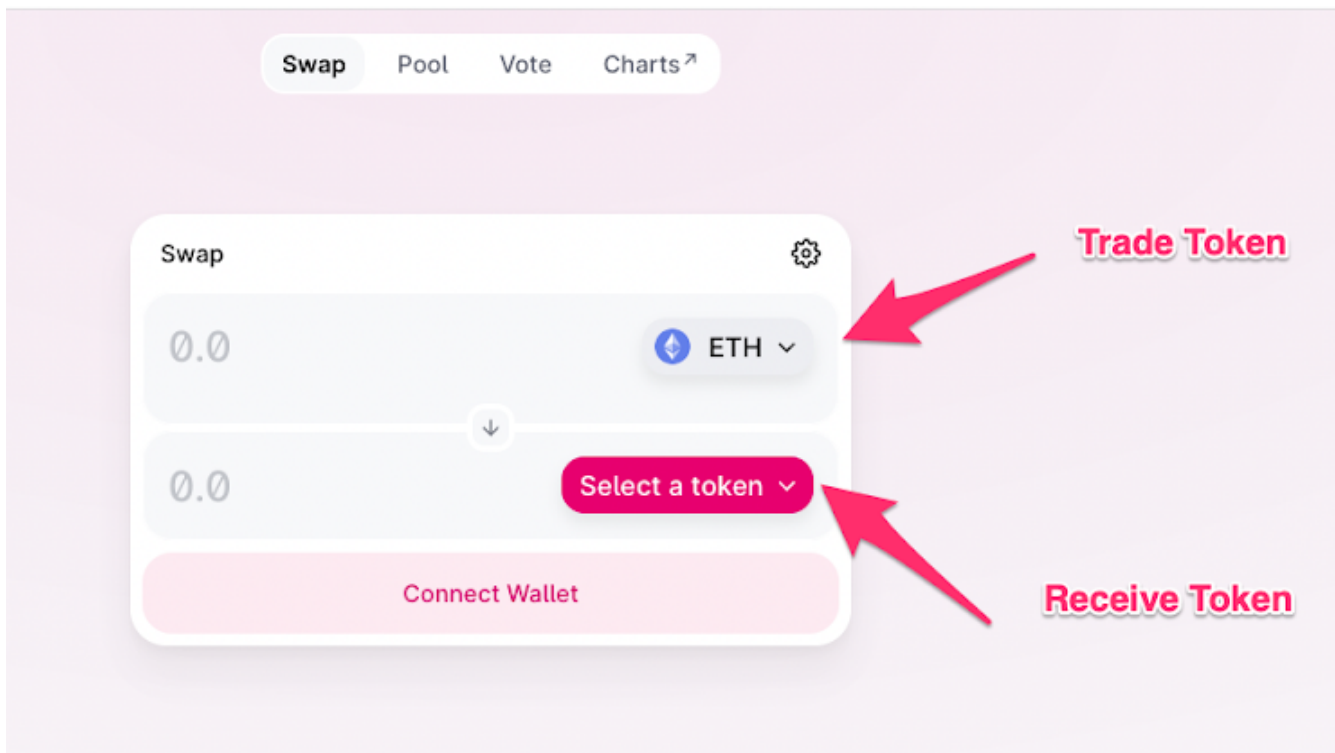 Swap Pool Vote Charts↗
Swap
Trade Token
0.0 ETH
0.0 Select a token
Connect Wallet
Receive Token